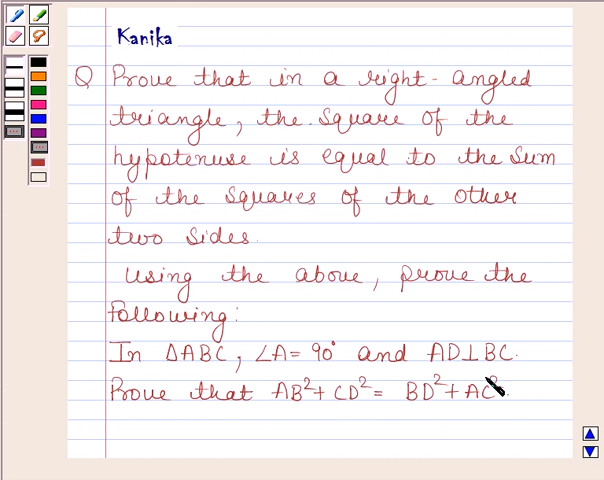 Kanika
Q Prove that in a right-angled
triangle, the square of the
hypotenuse is equal to the sum
of the squares of the other
two sides.
Using the above, prove the
following:
In ΔABC, ∠A = 90° and AD⊥BC.
Prove that AB² + CD² = BD² + AC².